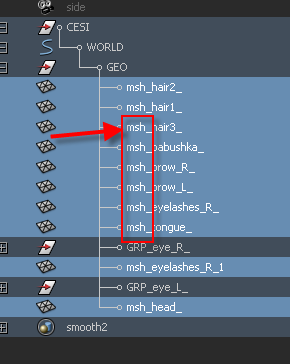 side
CESI
WORLD
GEO
msh_hair2_
msh_hair1_
msh_hair3_
msh_babushka_
msh_brow_R_
msh_brow_L_
msh_eyelashes_R_
msh_tongue_
GRP_eye_R_
msh_eyelashes_R_1
GRP_eye_L_
msh_head_
smooth2